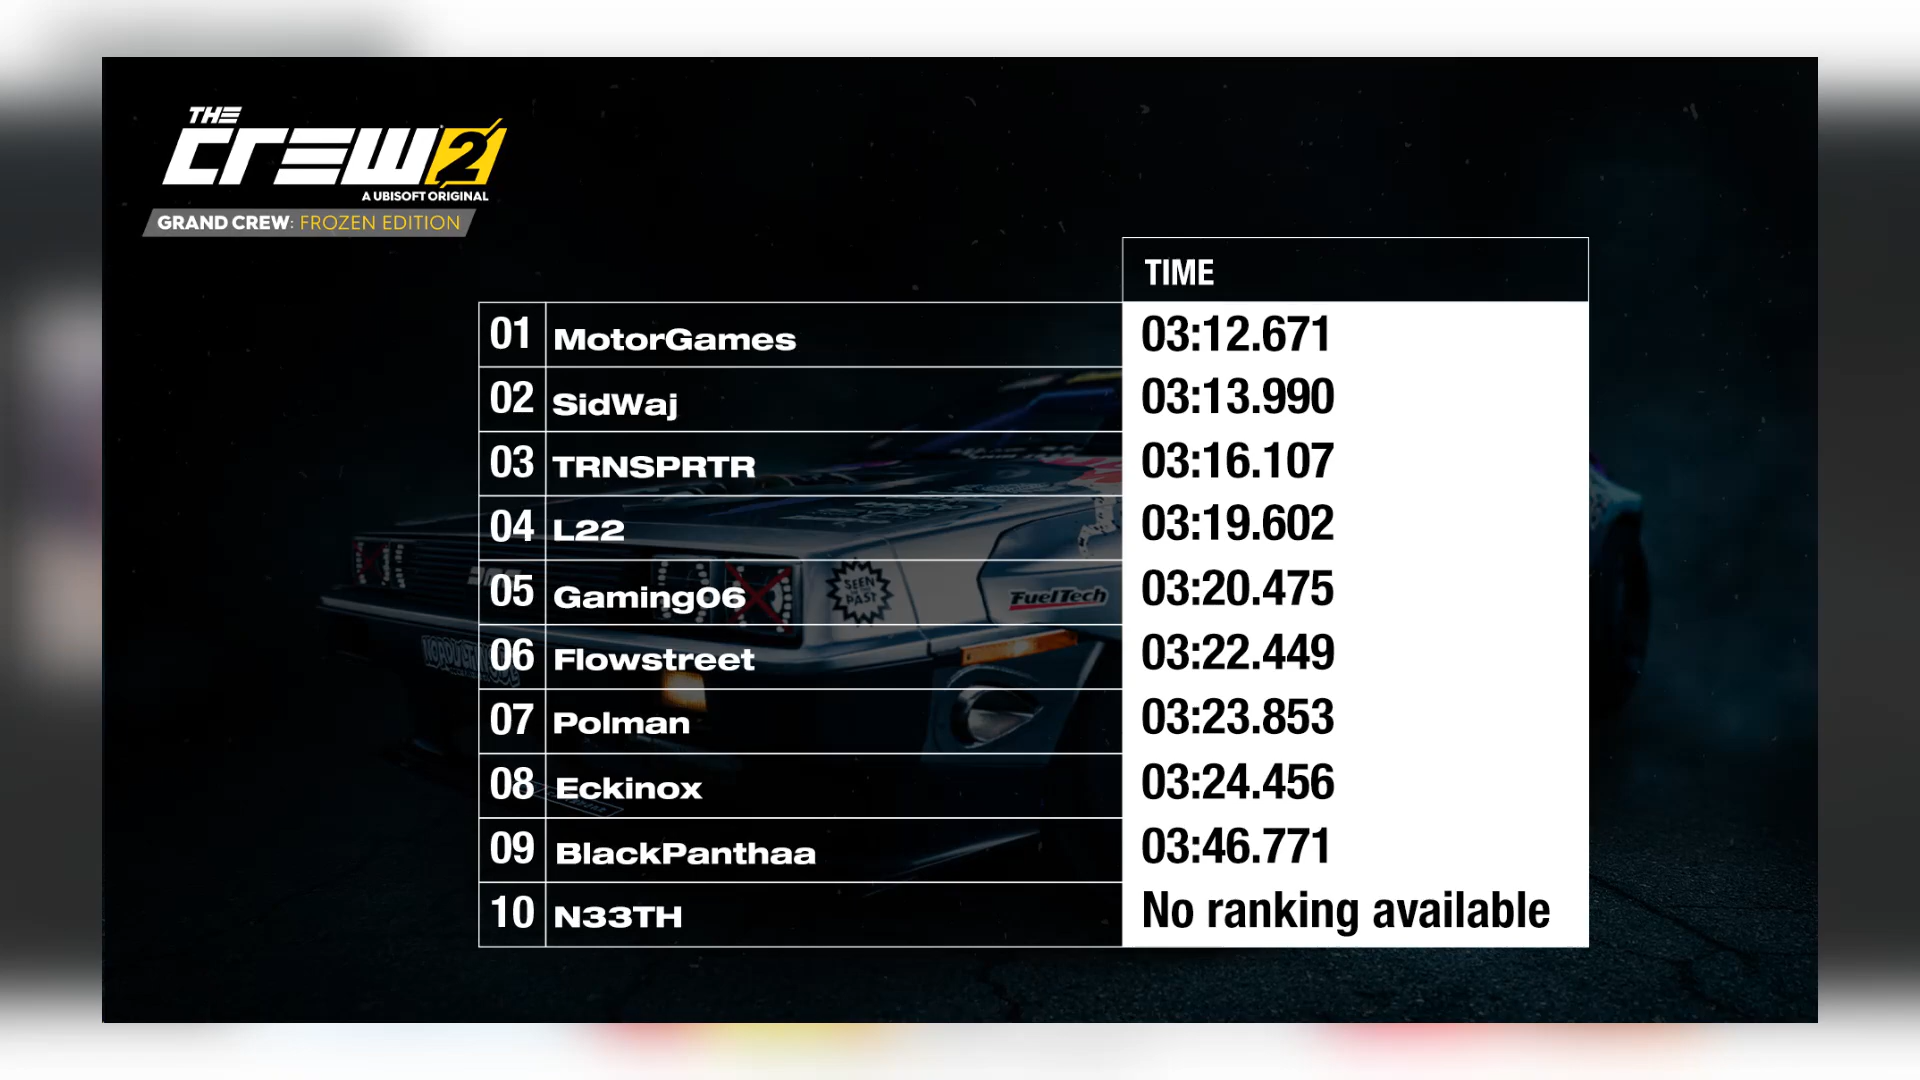 THE
CREW 2
A UBISOFT ORIGINAL
GRAND CREW: FROZEN EDITION
TIME
01 MotorGames 03:12.671
02 SidWaj 03:13.990
03 TRNSPRTR 03:16.107
04 L22 03:19.602
05 Gaming06 03:20.475
06 Flowstreet 03:22.449
07 Polman 03:23.853
08 Eckinox 03:24.456
09 BlackPanthaa 03:46.771
10 N33TH No ranking available
SEEN
PAST
FuelTech